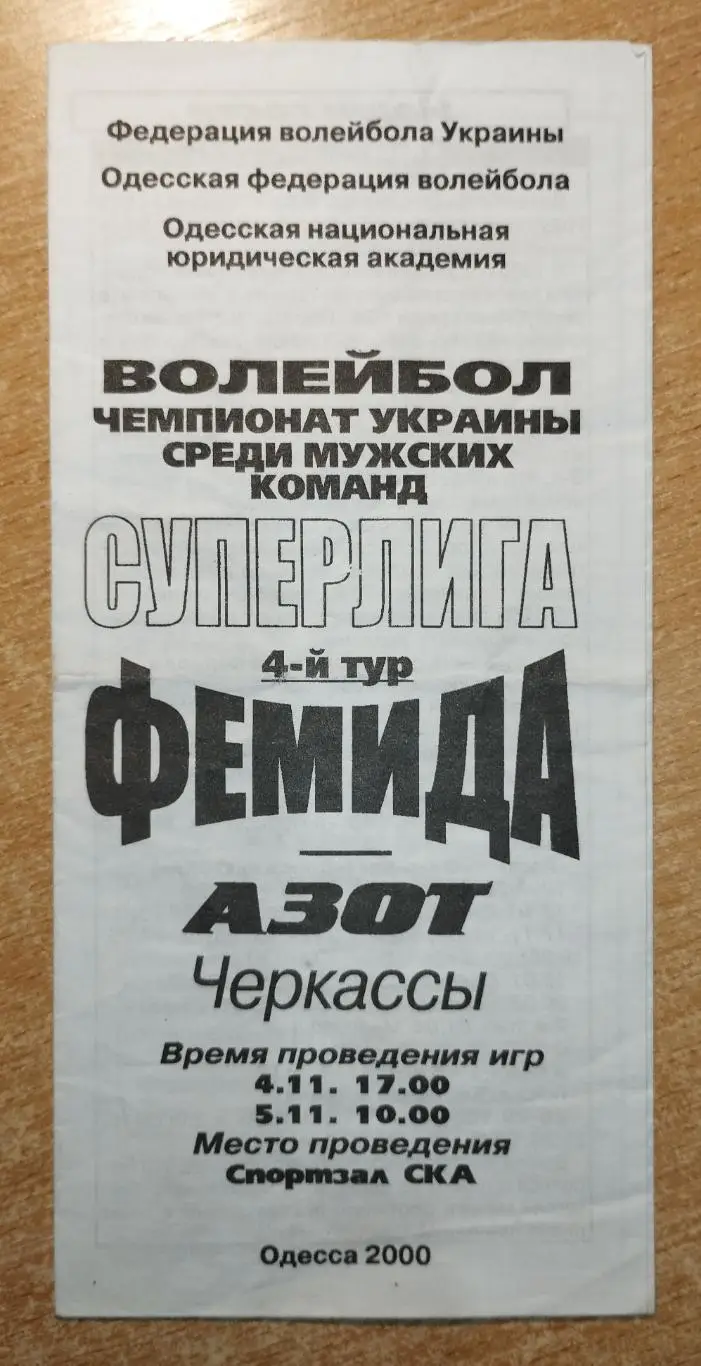 Федерация волейбола Украины
Одесская федерация волейбола
Одесская национальная
юридическая академия
ВОЛЕЙБОЛ
ЧЕМПИОНАТ УКРАИНЫ
СРЕДИ МУЖСКИХ
КОМАНД
СУПЕРЛИГА
4-й тур
ФЕМИДА
—
АЗОТ
Черкассы
Время проведения игр
4.11. 17.00
5.11. 10.00
Место проведения
Спортзал СКА
Одесса 2000